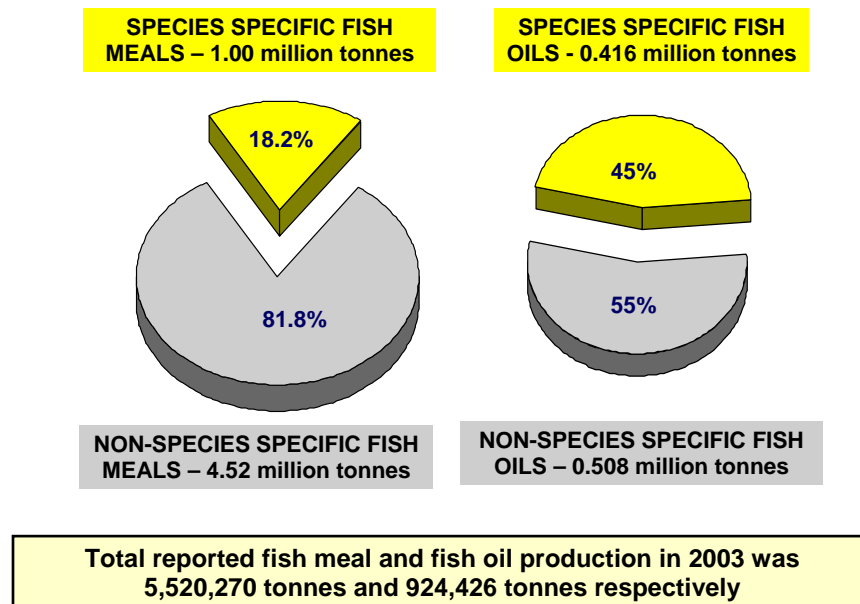 SPECIES SPECIFIC FISH
MEALS – 1.00 million tonnes
SPECIES SPECIFIC FISH
OILS - 0.416 million tonnes
18.2%
45%
81.8%
55%
NON-SPECIES SPECIFIC FISH
MEALS – 4.52 million tonnes
NON-SPECIES SPECIFIC FISH
OILS – 0.508 million tonnes
Total reported fish meal and fish oil production in 2003 was
5,520,270 tonnes and 924,426 tonnes respectively